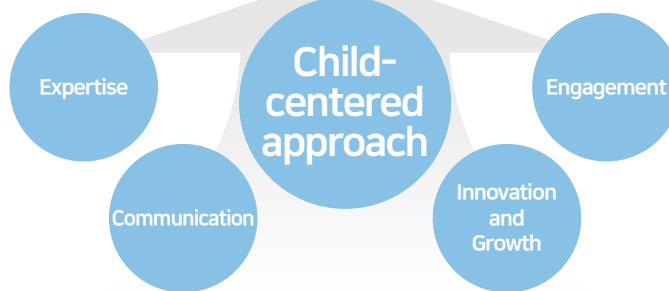 Expertise
Communication
Child-
centered
approach
Innovation
and
Growth
Engagement